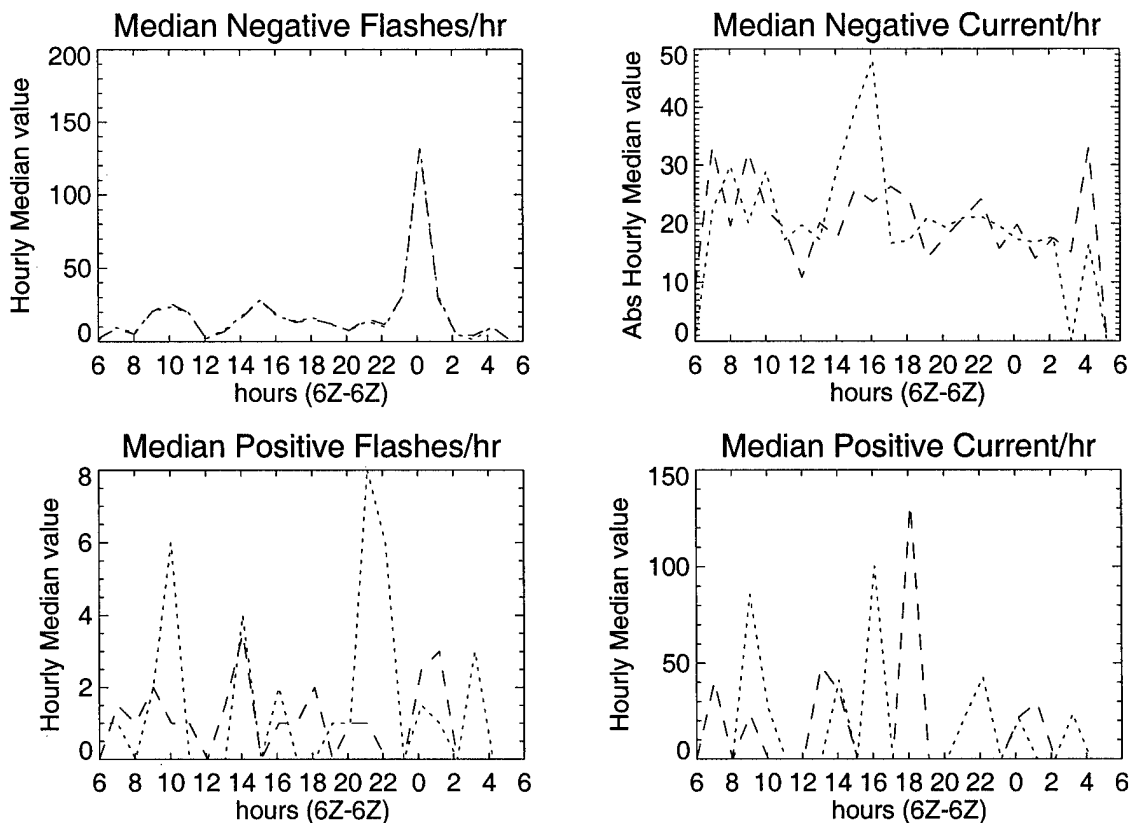 Median Negative Flashes/hr
200
150
100
50
0
Hourly Median value
6 8 10 12 14 16 18 20 22 0 2 4 6
hours (6Z-6Z)
Median Negative Current/hr
50
40
30
20
10
0
Abs Hourly Median value
6 8 10 12 14 16 18 20 22 0 2 4 6
hours (6Z-6Z)
Median Positive Flashes/hr
8
6
4
2
0
Hourly Median value
6 8 10 12 14 16 18 20 22 0 2 4 6
hours (6Z-6Z)
Median Positive Current/hr
150
100
50
0
Hourly Median value
6 8 10 12 14 16 18 20 22 0 2 4 6
hours (6Z-6Z)